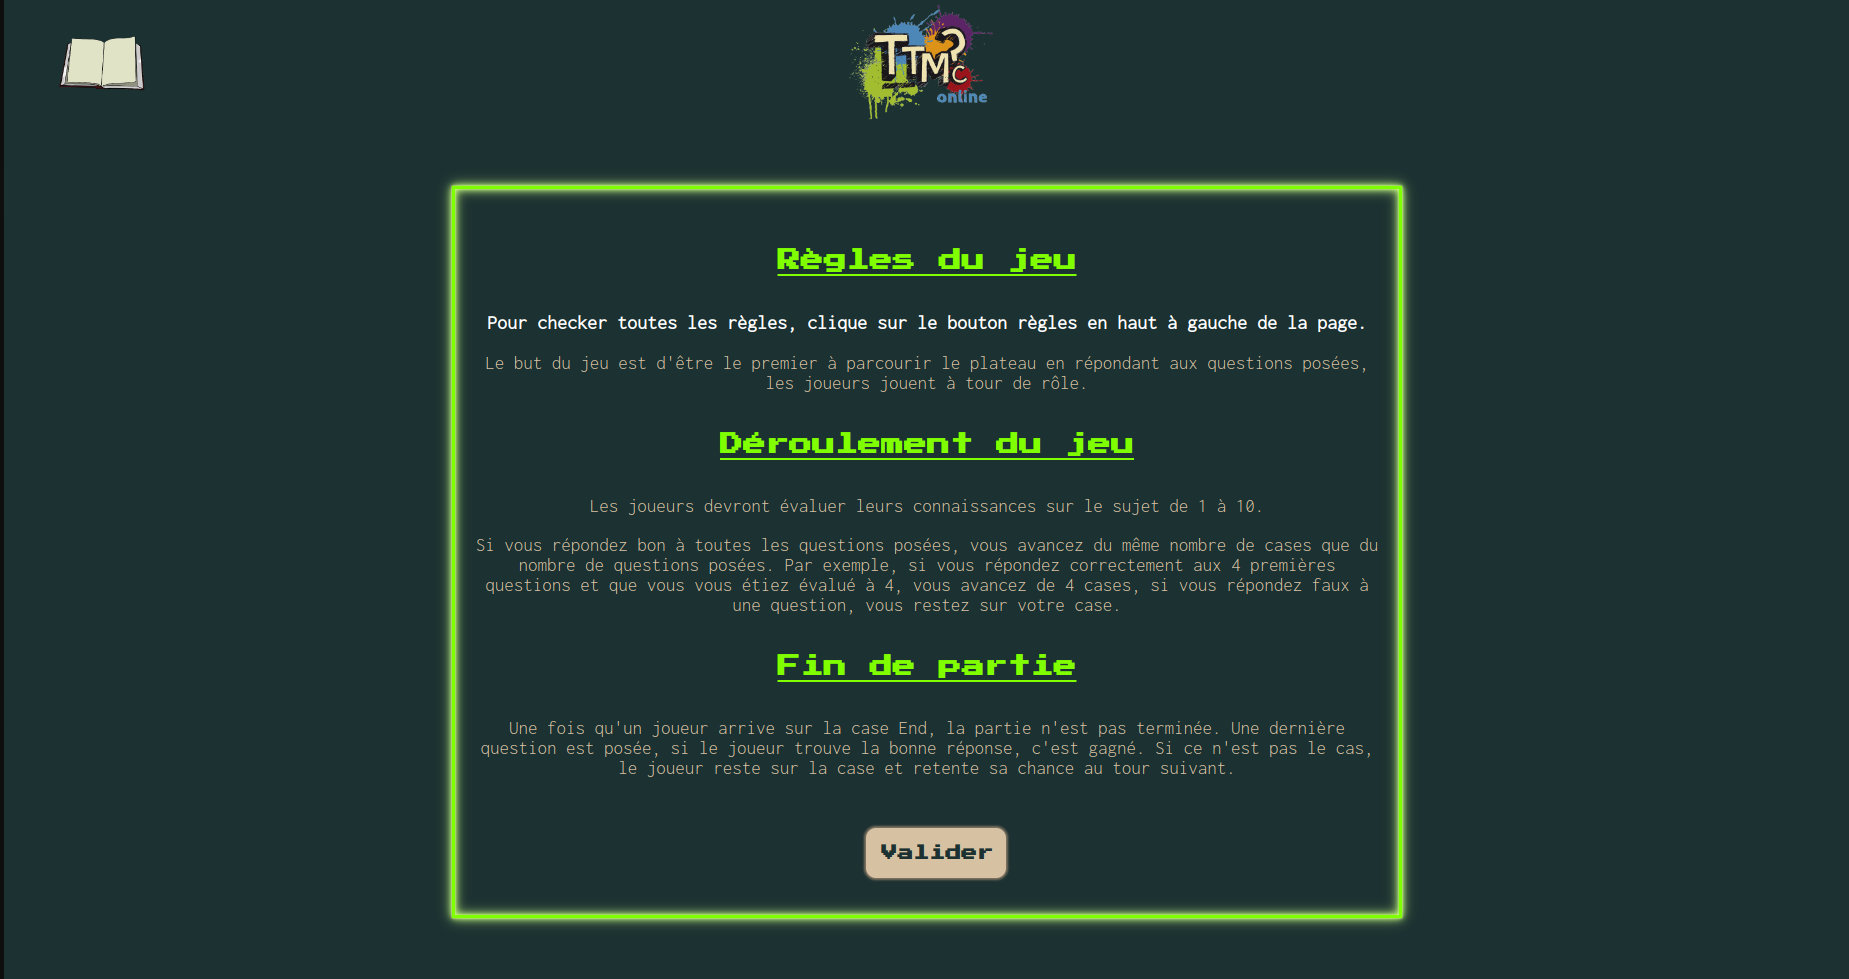 TTMC?
online
Règles du jeu
Pour checker toutes les règles, clique sur le bouton règles en haut à gauche de la page.
Le but du jeu est d'être le premier à parcourir le plateau en répondant aux questions posées,
les joueurs jouent à tour de rôle.
Déroulement du jeu
Les joueurs devront évaluer leurs connaissances sur le sujet de 1 à 10.
Si vous répondez bon à toutes les questions posées, vous avancez du même nombre de cases que du
nombre de questions posées. Par exemple, si vous répondez correctement aux 4 premières
questions et que vous vous étiez évalué à 4, vous avancez de 4 cases, si vous répondez faux à
une question, vous restez sur votre case.
Fin de partie
Une fois qu'un joueur arrive sur la case End, la partie n'est pas terminée. Une dernière
question est posée, si le joueur trouve la bonne réponse, c'est gagné. Si ce n'est pas le cas,
le joueur reste sur la case et retente sa chance au tour suivant.
Valider